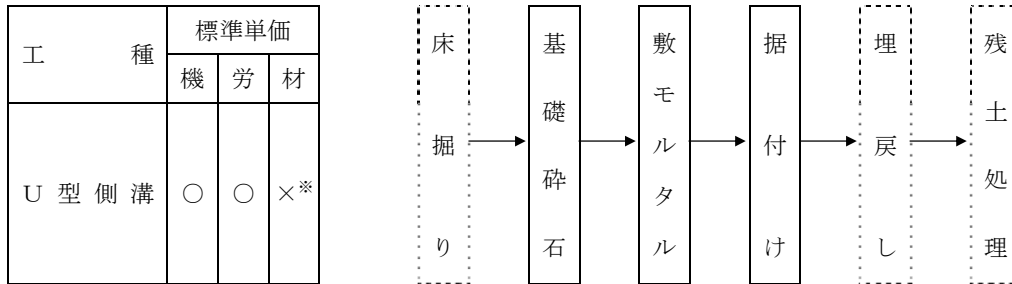 工種
標準単価
機 労 材
U型側溝 〇 〇 ×※
床掘り
基礎砕石
敷モルタル
据付け
埋戻し
残土処理